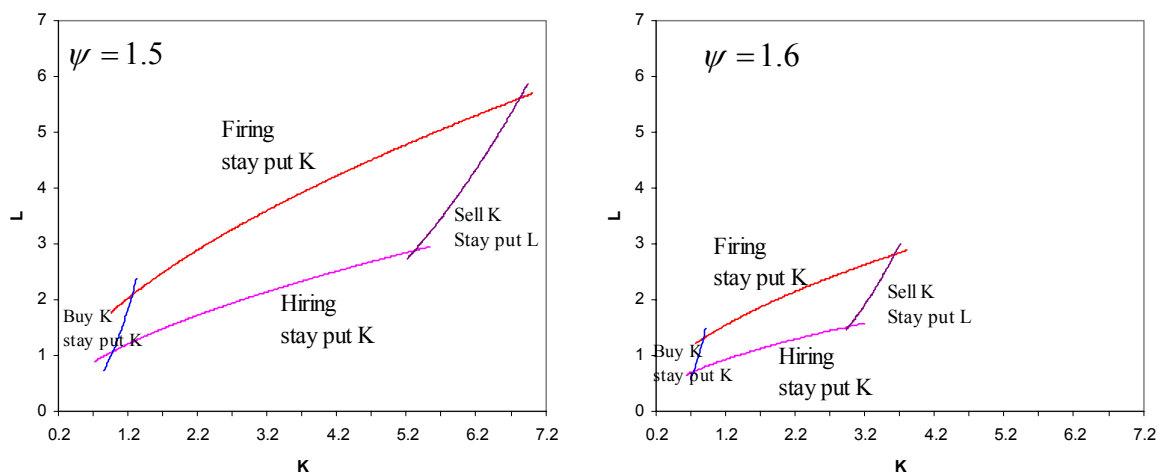 ψ = 1.5
7
6
5
4
3
2
1
0
L
Firing
stay put K
Sell K
Stay put L
Buy K
stay put K
Hiring
stay put K
0.2 1.2 2.2 3.2 4.2 5.2 6.2 7.2
K
ψ = 1.6
7
6
5
4
3
2
1
0
L
Firing
stay put K
Sell K
Stay put L
Buy K
stay put K
Hiring
stay put K
0.2 1.2 2.2 3.2 4.2 5.2 6.2 7.2
K